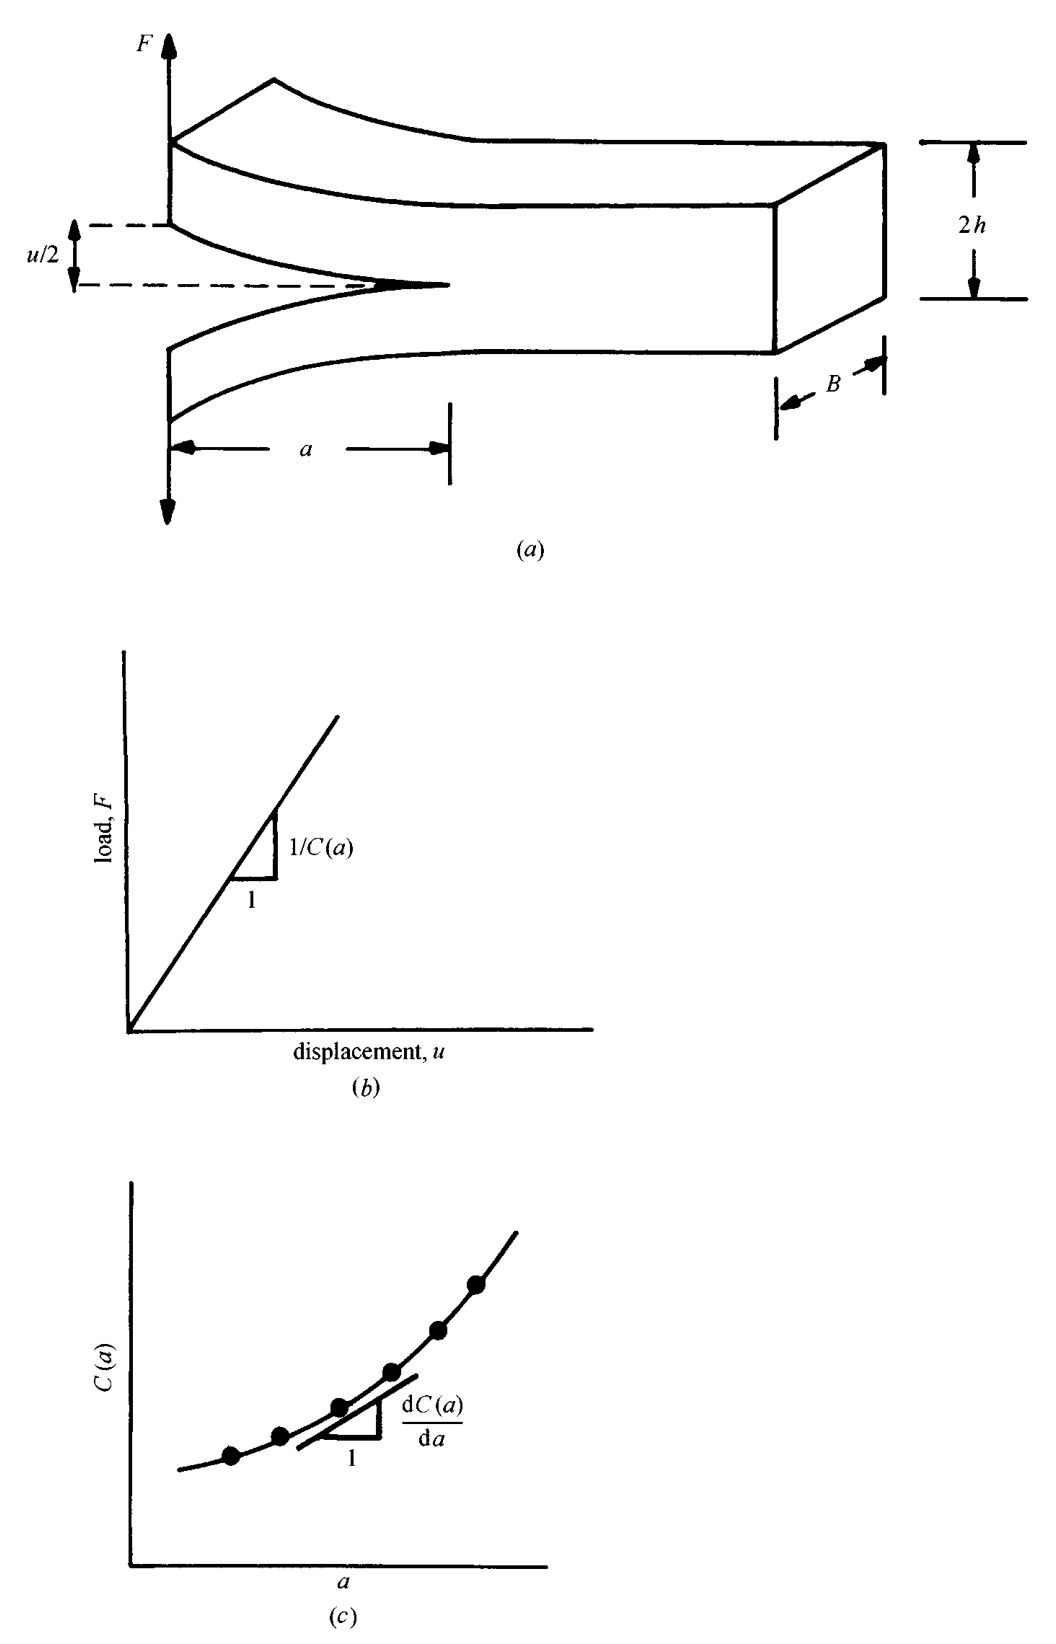 F
u/2
2h
B
a
(a)
load, F
1/C(a)
1
displacement, u
(b)
C(a)
dC(a)
da
1
a
(c)